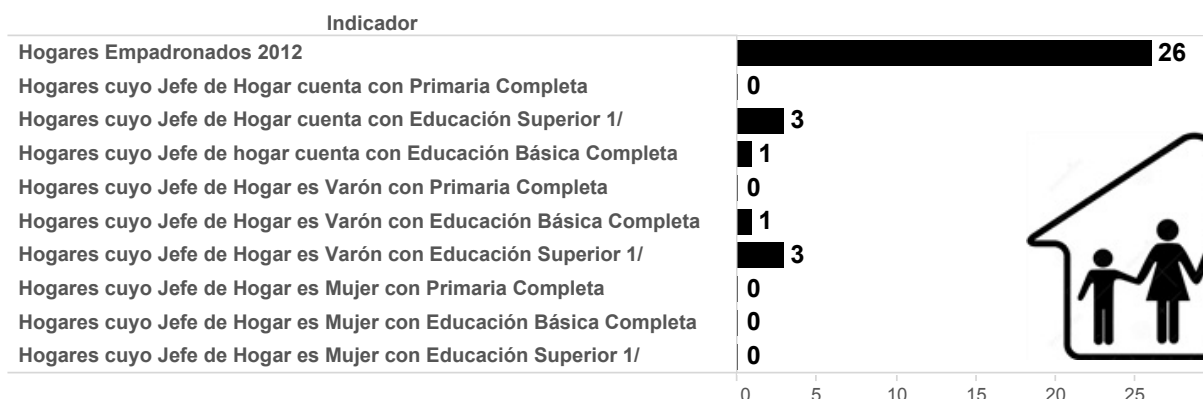 Indicador
Hogares Empadronados 2012 26
Hogares cuyo Jefe de Hogar cuenta con Primaria Completa 0
Hogares cuyo Jefe de Hogar cuenta con Educación Superior 1/ 3
Hogares cuyo Jefe de hogar cuenta con Educación Básica Completa 1
Hogares cuyo Jefe de Hogar es Varón con Primaria Completa 0
Hogares cuyo Jefe de Hogar es Varón con Educación Básica Completa 1
Hogares cuyo Jefe de Hogar es Varón con Educación Superior 1/ 3
Hogares cuyo Jefe de Hogar es Mujer con Primaria Completa 0
Hogares cuyo Jefe de Hogar es Mujer con Educación Básica Completa 0
Hogares cuyo Jefe de Hogar es Mujer con Educación Superior 1/ 0
0 5 10 15 20 25